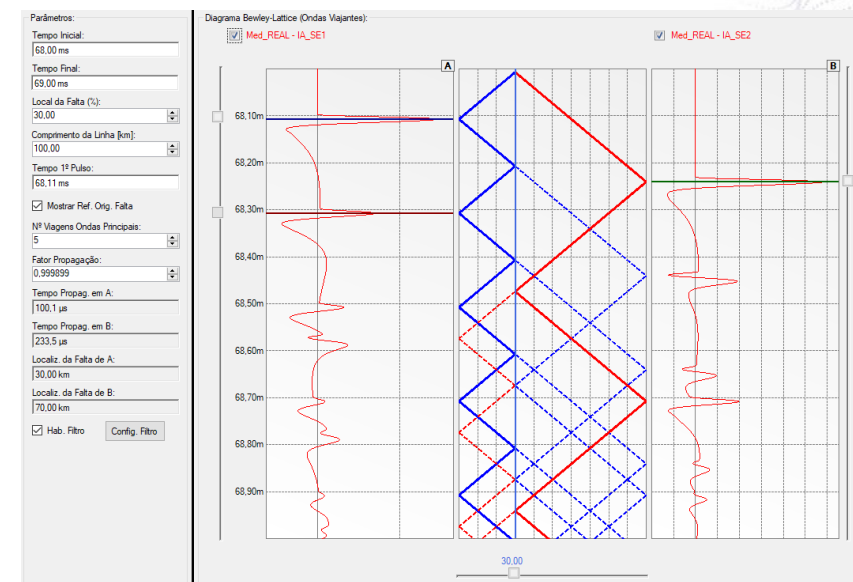 Parâmetros:
Tempo Inicial:
68,00 ms
Tempo Final:
69,00 ms
Local da Falta (%):
30,00
Comprimento da Linha [km]:
100,00
Tempo 1º Pulso:
68,11 ms
Mostrar Ref. Orig. Falta
Nº Viagens Ondas Principais:
5
Fator Propagação:
0,999899
Tempo Propag. em A:
100,1 µs
Tempo Propag. em B:
233,5 µs
Localiz. da Falta de A:
30,00 km
Localiz. da Falta de B:
70,00 km
Hab. Filtro
Config. Filtro
Diagrama Bewley-Lattice (Ondas Viajantes):
Med_REAL - IA_SE1
Med_REAL - IA_SE2
A
B
68,10m
68,20m
68,30m
68,40m
68,50m
68,60m
68,70m
68,80m
68,90m
30,00